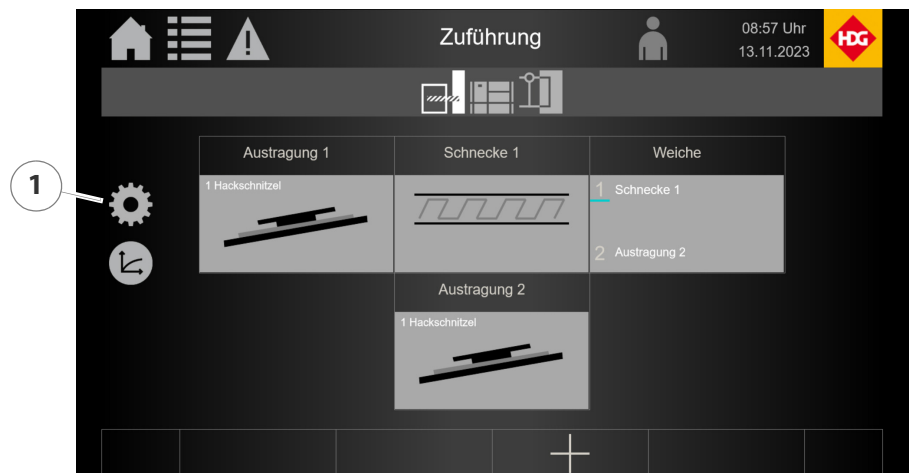 Zuführung
08:57 Uhr
13.11.2023
HDG
1
Austragung 1
Schnecke 1
Weiche
1 Hackschnitzel
1 Schnecke 1
2 Austragung 2
Austragung 2
1 Hackschnitzel